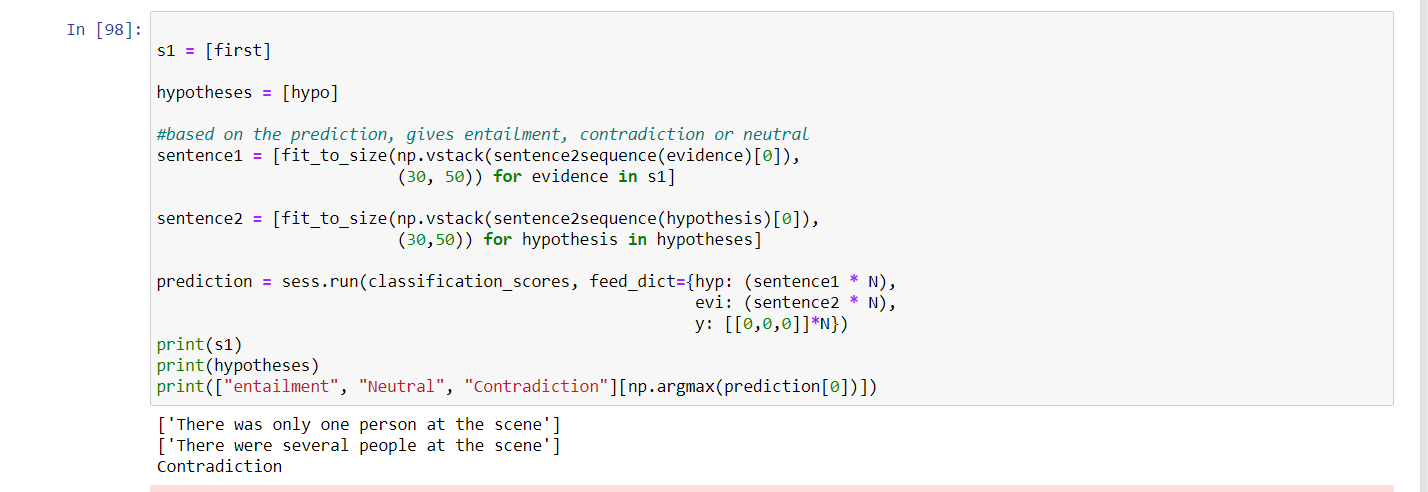 In [98]:
s1 = [first]
hypotheses = [hypo]
#based on the prediction, gives entailment, contradiction or neutral
sentence1 = [fit_to_size(np.vstack(sentence2sequence(evidence)[0]),
(30, 50)) for evidence in s1]
sentence2 = [fit_to_size(np.vstack(sentence2sequence(hypothesis)[0]),
(30,50)) for hypothesis in hypotheses]
prediction = sess.run(classification_scores, feed_dict={hyp: (sentence1 * N),
evi: (sentence2 * N),
y: [[0,0,0]]*N})
print(s1)
print(hypotheses)
print(["entailment", "Neutral", "Contradiction"][np.argmax(prediction[0])])
['There was only one person at the scene']
['There were several people at the scene']
Contradiction